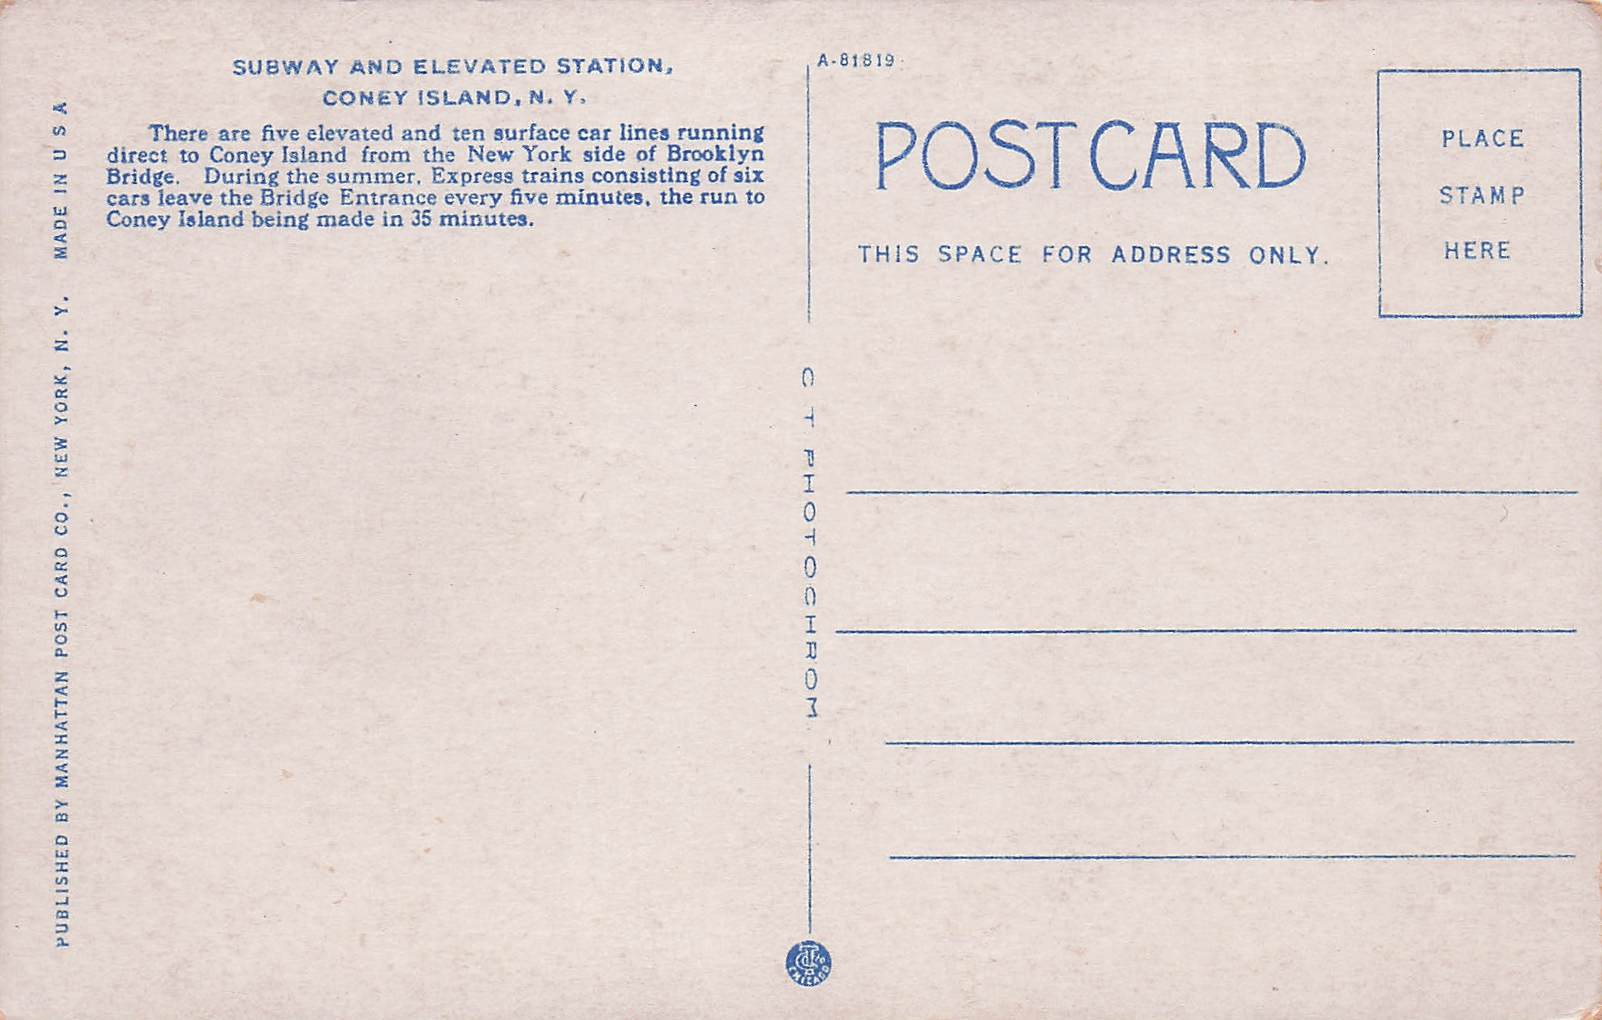 SUBWAY AND ELEVATED STATION,
CONEY ISLAND, N. Y.
There are five elevated and ten surface car lines running
direct to Coney Island from the New York side of Brooklyn
Bridge. During the summer, Express trains consisting of six
cars leave the Bridge Entrance every five minutes, the run to
Coney Island being made in 35 minutes.
PUBLISHED BY MANHATTAN POST CARD CO., NEW YORK, N. Y. MADE IN U S A
A-81819
POST CARD
THIS SPACE FOR ADDRESS ONLY.
PLACE
STAMP
HERE
C T PHOTOCHROM
CHICAGO